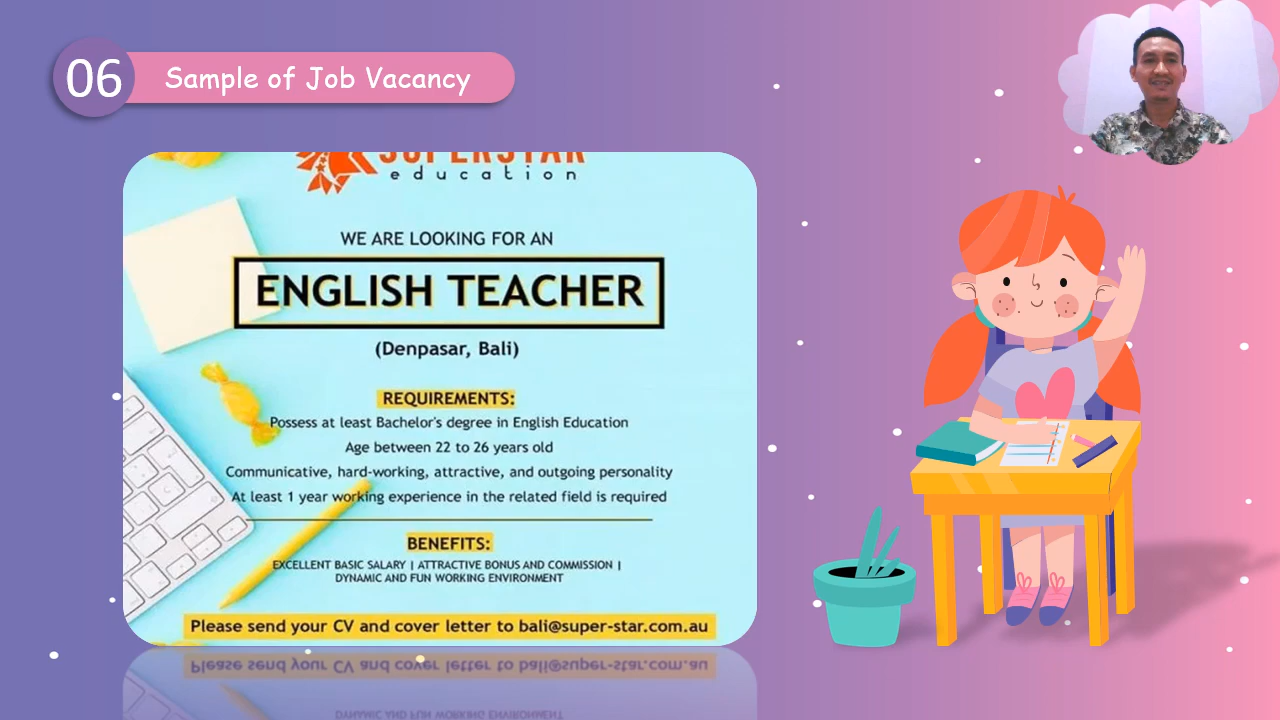 06 Sample of Job Vacancy
SUPERSTAR
education
WE ARE LOOKING FOR AN
ENGLISH TEACHER
(Denpasar, Bali)
REQUIREMENTS:
Possess at least Bachelor's degree in English Education
Age between 22 to 26 years old
Communicative, hard-working, attractive, and outgoing personality
At least 1 year working experience in the related field is required
BENEFITS:
EXCELLENT BASIC SALARY | ATTRACTIVE BONUS AND COMMISSION |
DYNAMIC AND FUN WORKING ENVIRONMENT
Please send your CV and cover letter to bali@super-star.com.au